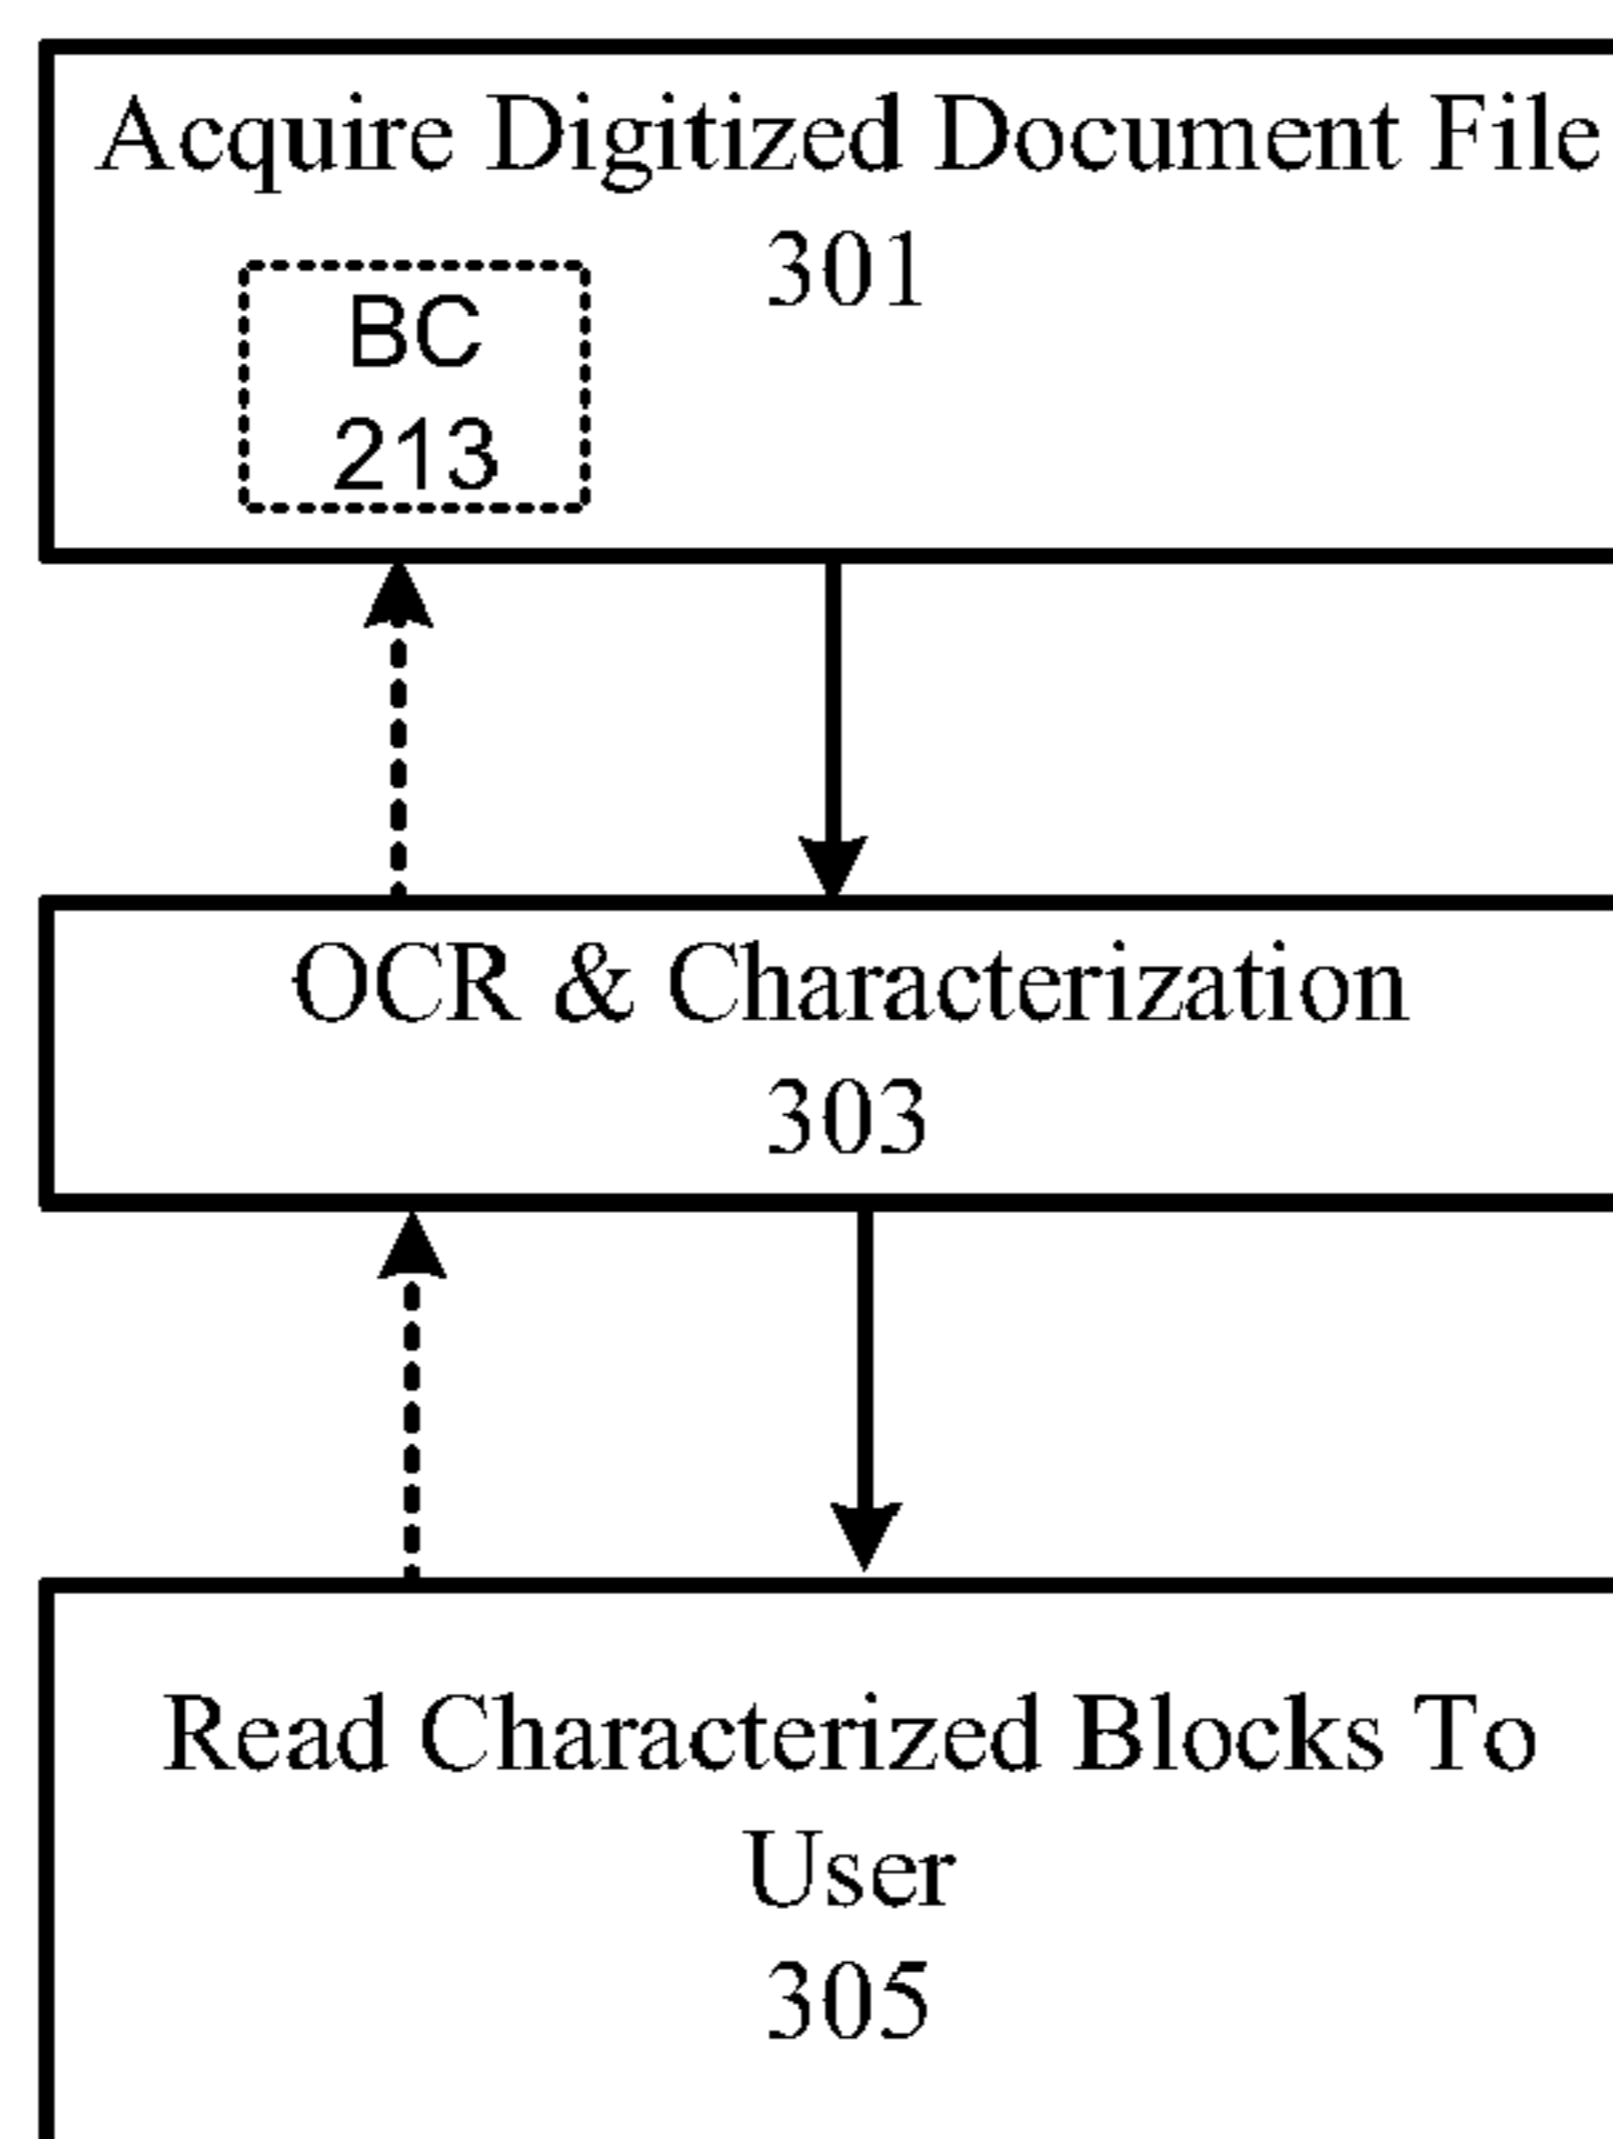 Acquire Digitized Document File
301
BC
213
OCR & Characterization
303
Read Characterized Blocks To
User
305